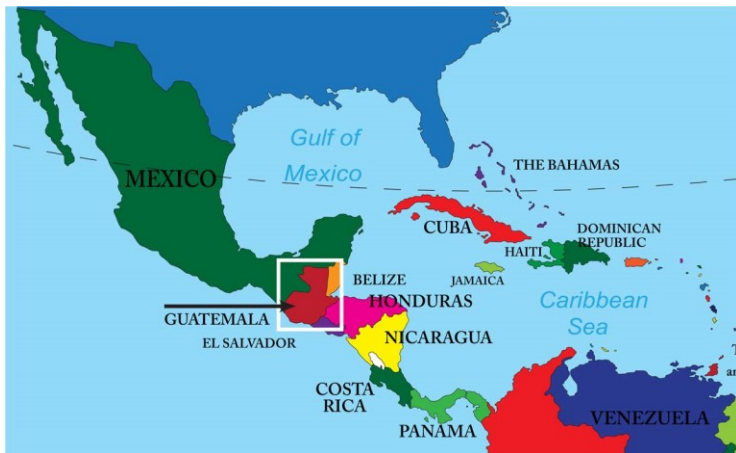 Gulf of
Mexico
THE BAHAMAS
MEXICO
CUBA
DOMINICAN
REPUBLIC
HAITI
JAMAICA
BELIZE
HONDURAS
Caribbean
Sea
GUATEMALA
EL SALVADOR
NICARAGUA
COSTA
RICA
PANAMA
VENEZUELA